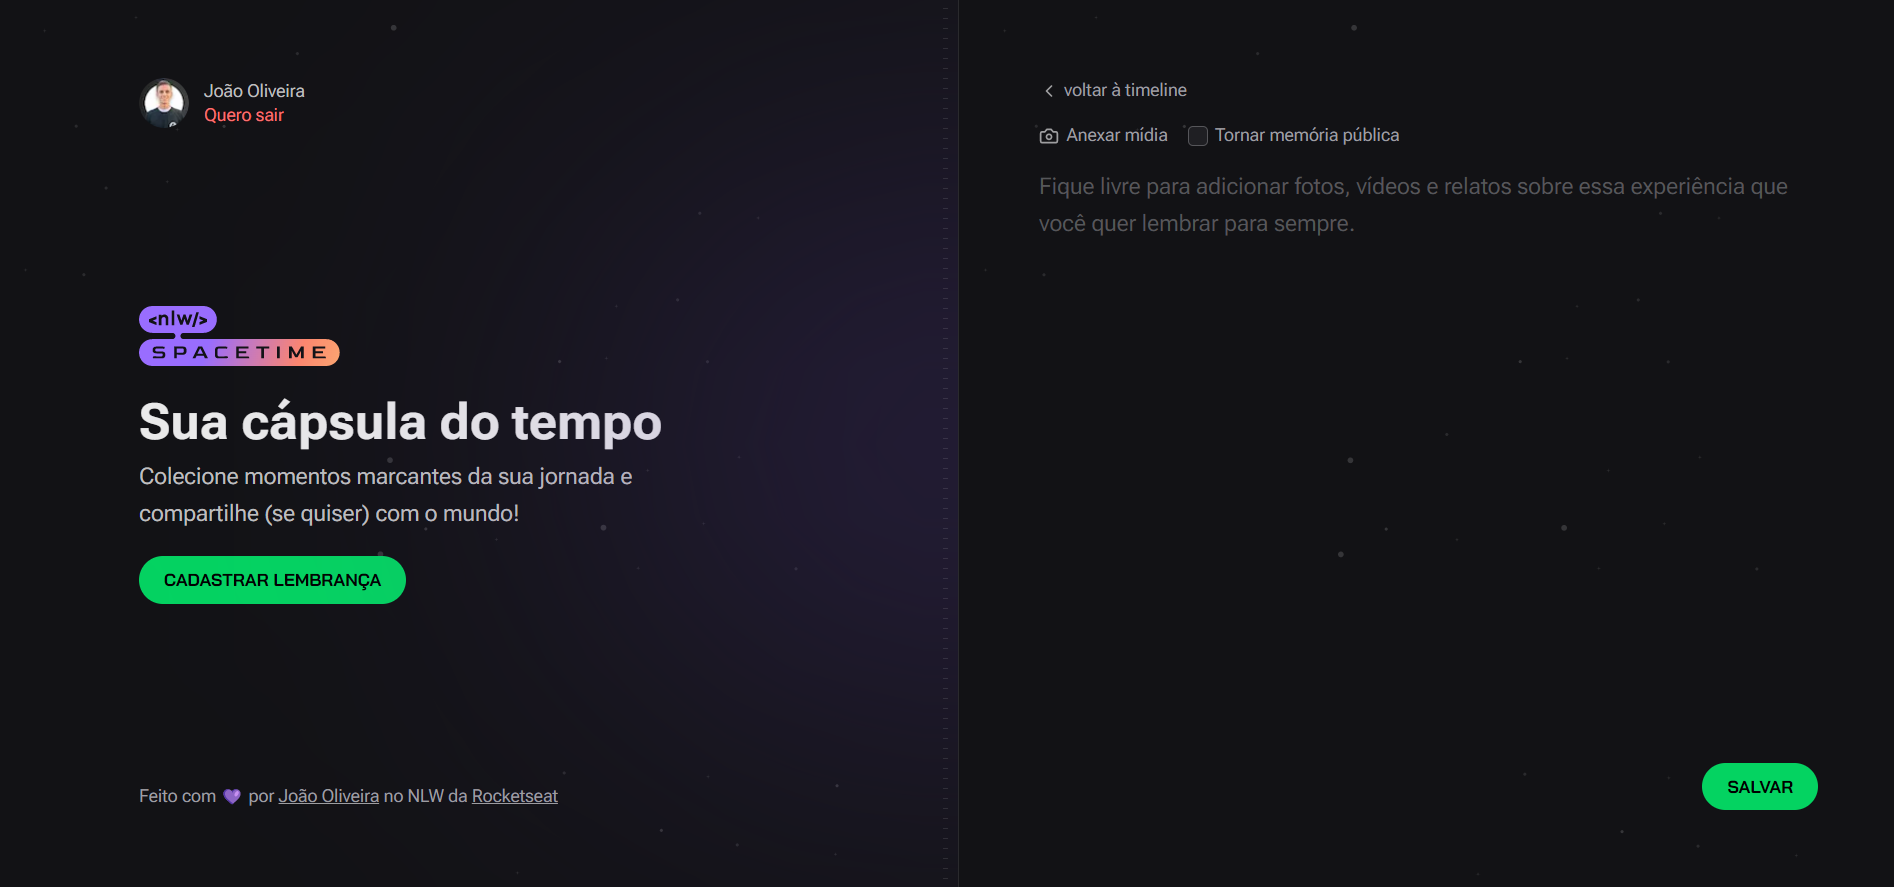 João Oliveira
Quero sair
<nlw/>
SPACETIME
Sua cápsula do tempo
Colecione momentos marcantes da sua jornada e
compartilhe (se quiser) com o mundo!
CADASTRAR LEMBRANÇA
Feito com 💜 por João Oliveira no NLW da Rocketseat
voltar à timeline
Anexar mídia
Tornar memória pública
Fique livre para adicionar fotos, vídeos e relatos sobre essa experiência que
você quer lembrar para sempre.
SALVAR